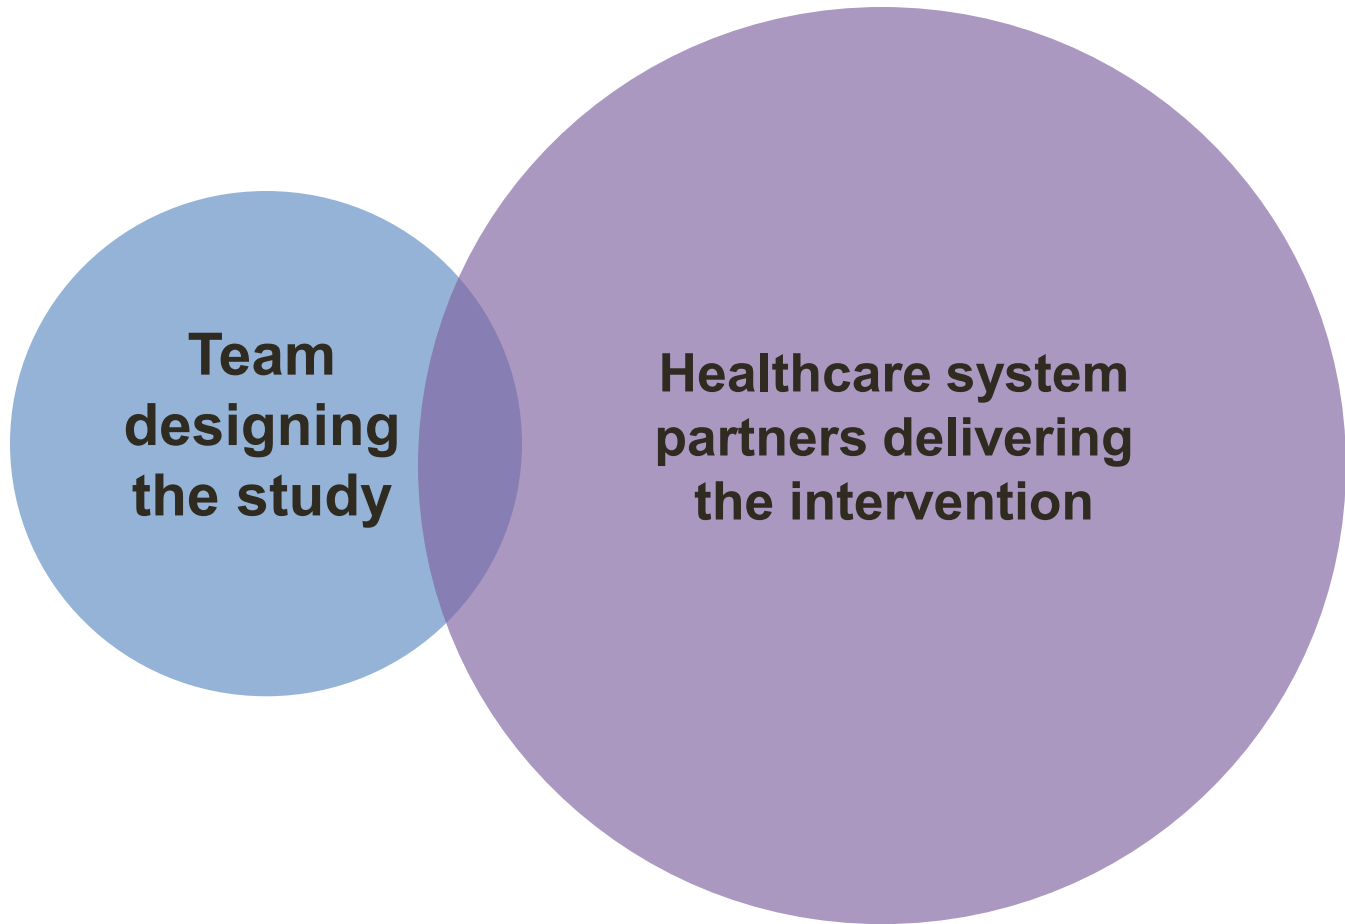 Team
designing
the study
Healthcare system
partners delivering
the intervention